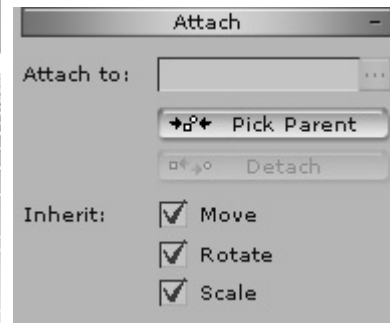 Attach -
Attach to: ...
Pick Parent
Detach
Inherit: Move
Rotate
Scale